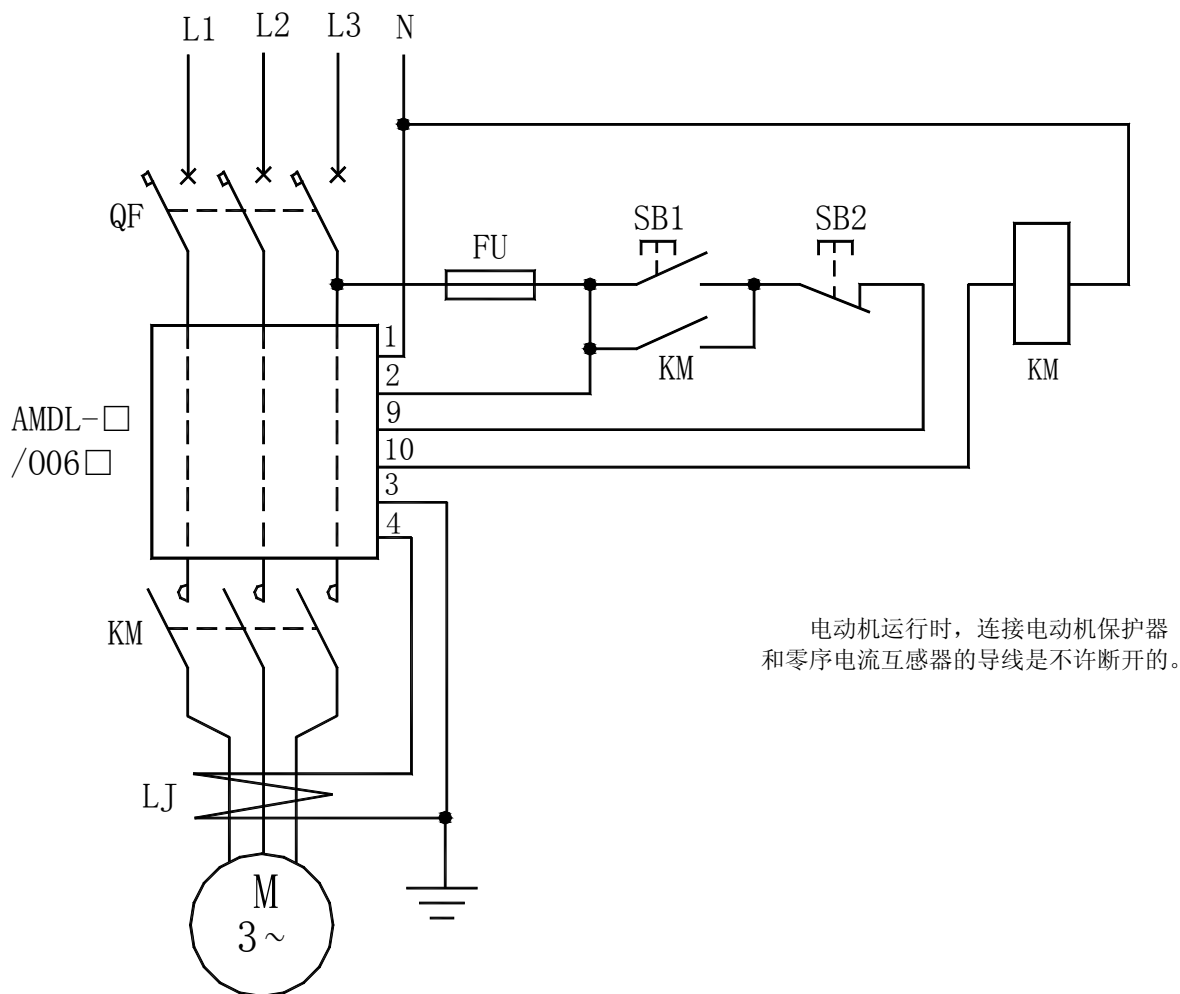 L1
L2
L3
N
QF
FU
SB1
SB2
KM
KM
1
2
9
10
3
4
AMDL-□
/006□
KM
电动机运行时，连接电动机保护器
和零序电流互感器的导线是不许断开的。
LJ
M
3～